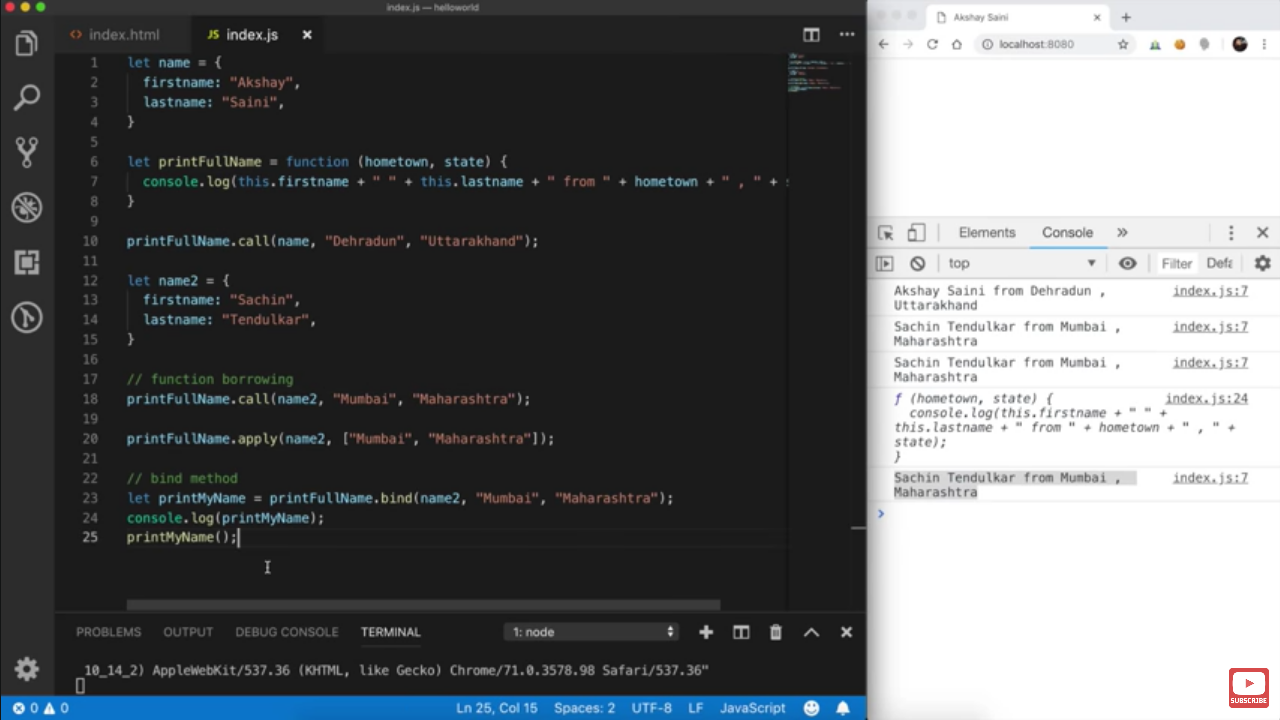 index.js — helloworld
index.html
JS index.js
1 let name = {
2 firstname: "Akshay",
3 lastname: "Saini",
4 }
5
6 let printFullName = function (hometown, state) {
7 console.log(this.firstname + " " + this.lastname + " from " + hometown + " , " + s
8 }
9
10 printFullName.call(name, "Dehradun", "Uttarakhand");
11
12 let name2 = {
13 firstname: "Sachin",
14 lastname: "Tendulkar",
15 }
16
17 // function borrowing
18 printFullName.call(name2, "Mumbai", "Maharashtra");
19
20 printFullName.apply(name2, ["Mumbai", "Maharashtra"]);
21
22 // bind method
23 let printMyName = printFullName.bind(name2, "Mumbai", "Maharashtra");
24 console.log(printMyName);
25 printMyName();
PROBLEMS OUTPUT DEBUG CONSOLE TERMINAL 1: node
10_14_2) AppleWebKit/537.36 (KHTML, like Gecko) Chrome/71.0.3578.98 Safari/537.36"
0 0 Ln 25, Col 15 Spaces: 2 UTF-8 LF JavaScript
Akshay Saini
localhost:8080
Elements Console
top Filter Defa
Akshay Saini from Dehradun , index.js:7
Uttarakhand
Sachin Tendulkar from Mumbai , index.js:7
Maharashtra
Sachin Tendulkar from Mumbai , index.js:7
Maharashtra
ƒ (hometown, state) { index.js:24
console.log(this.firstname + " " +
this.lastname + " from " + hometown + " , " +
state);
}
Sachin Tendulkar from Mumbai , index.js:7
Maharashtra
SUBSCRIBE